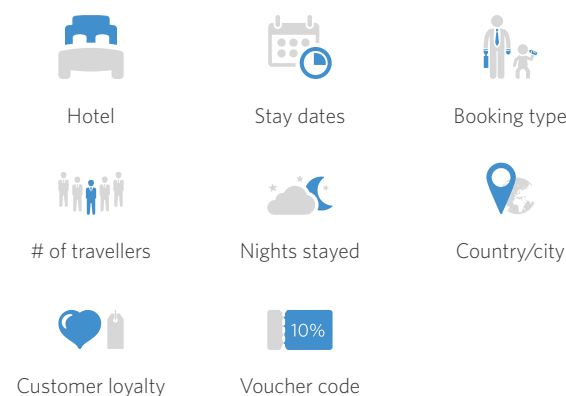 Hotel
Stay dates
Booking type
# of travellers
Nights stayed
Country/city
10%
Customer loyalty
Voucher code